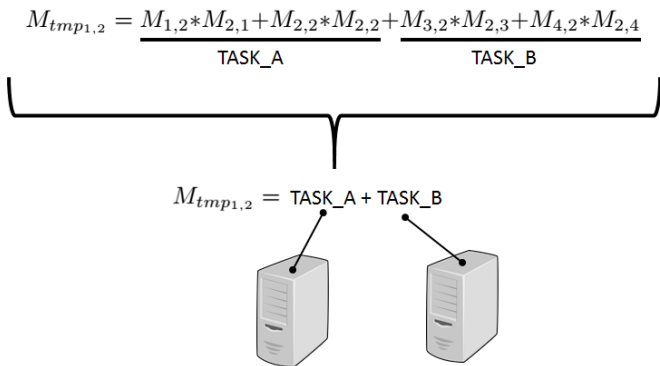 M_{tmp_{1,2}} = M_{1,2}*M_{2,1}+M_{2,2}*M_{2,2}+M_{3,2}*M_{2,3}+M_{4,2}*M_{2,4}
TASK_A TASK_B
M_{tmp_{1,2}} = TASK_A + TASK_B